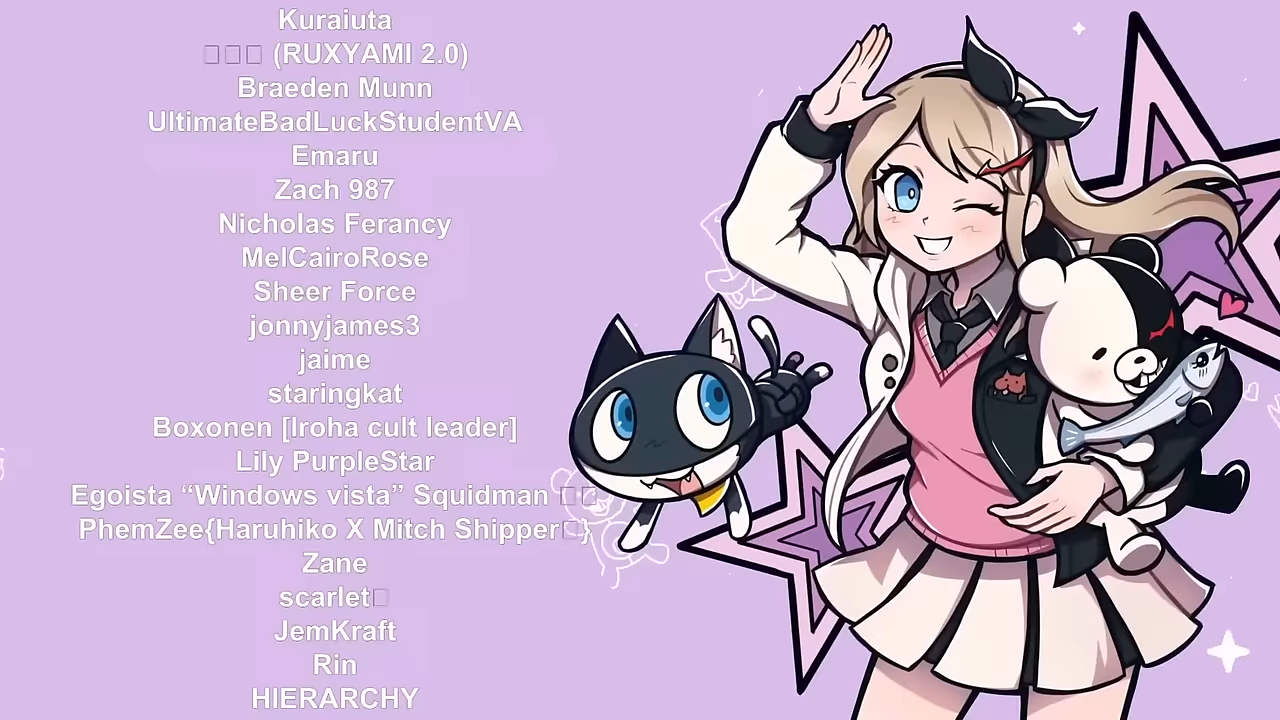 Kuraiuta
□□□ (RUXYAMI 2.0)
Braeden Munn
UltimateBadLuckStudentVA
Emaru
Zach 987
Nicholas Ferancy
MelCairoRose
Sheer Force
jonnyjames3
jaime
staringkat
Boxonen [Iroha cult leader]
Lily PurpleStar
Egoista “Windows vista” Squidman □□
PhemZee{Haruhiko X Mitch Shipper□}
Zane
scarlet□
JemKraft
Rin
HIERARCHY